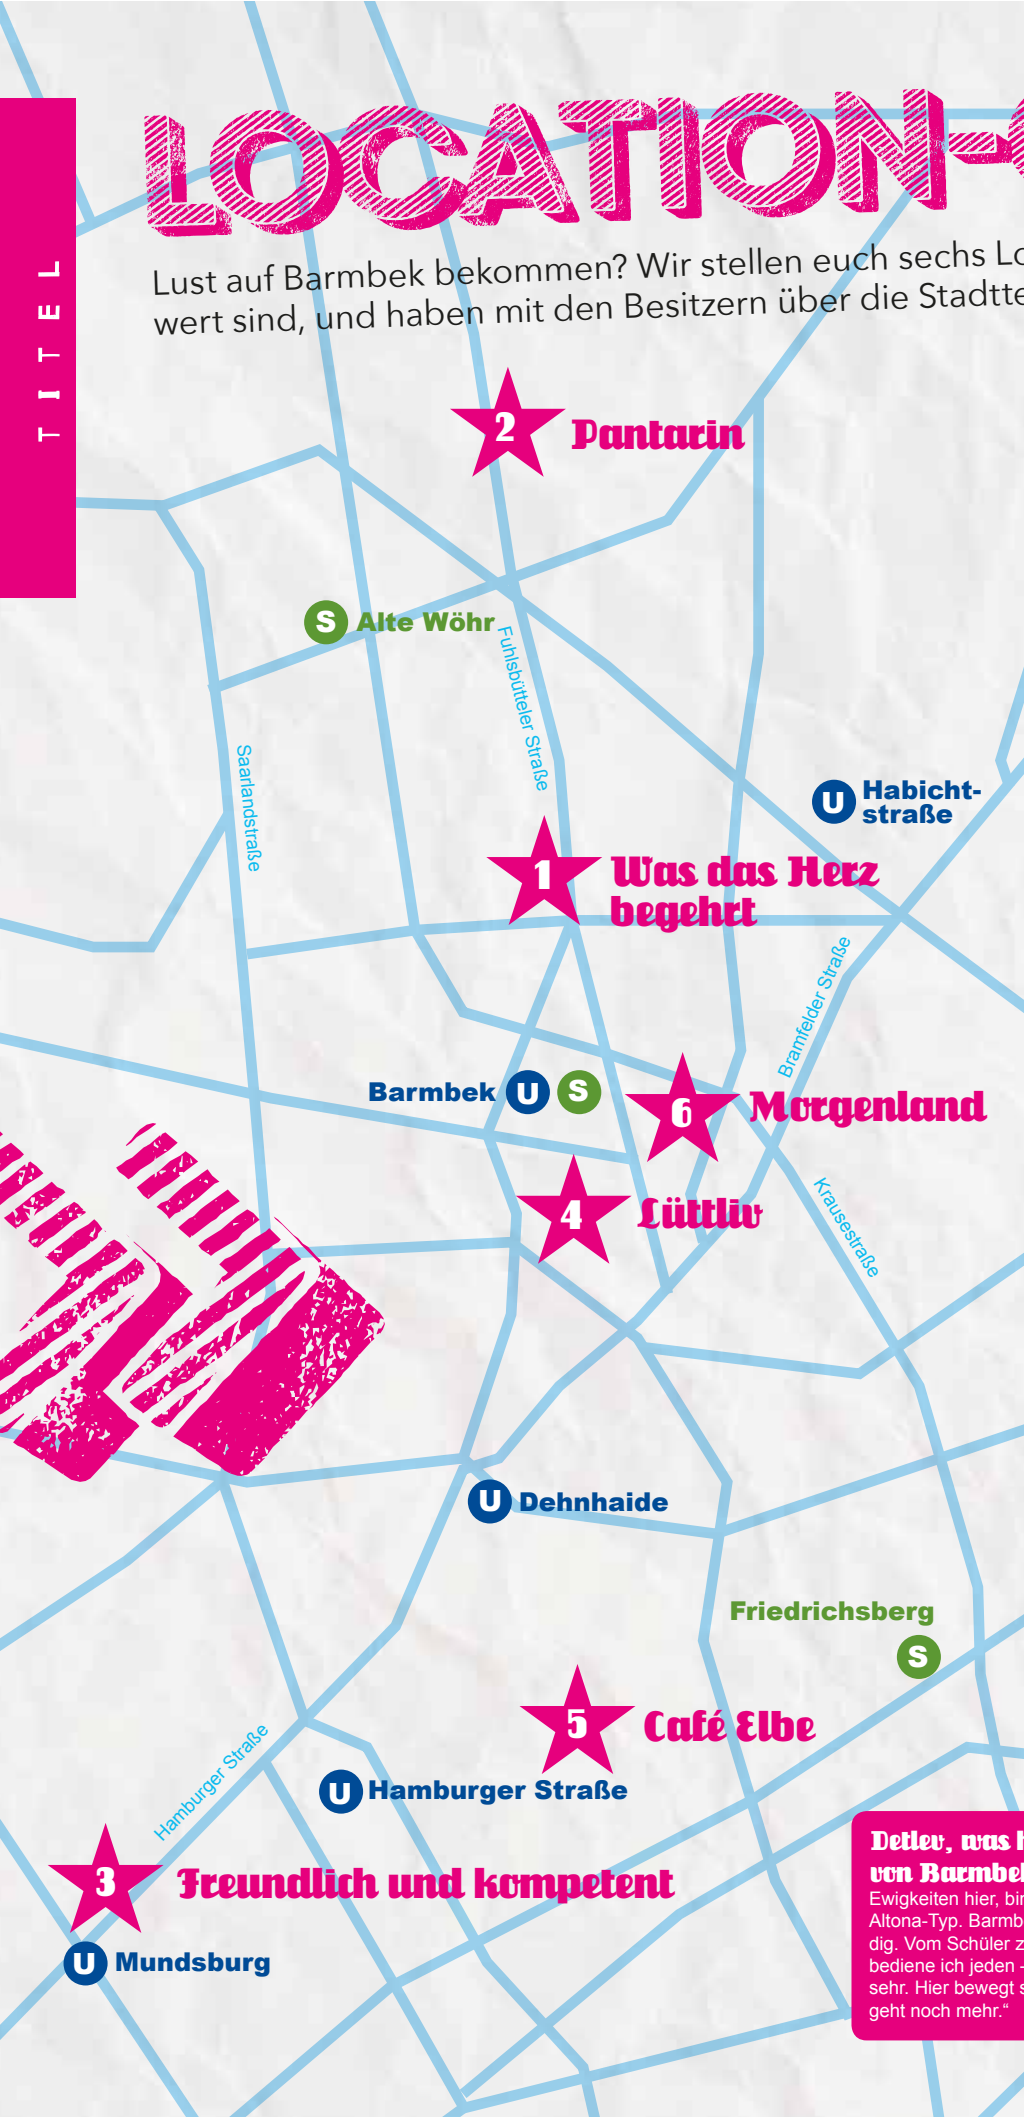 TITEL
LOCATION-
Lust auf Barmbek bekommen? Wir stellen euch sechs Lo
wert sind, und haben mit den Besitzern über die Stadtte
2 Pantarin
S Alte Wöhr
Fuhlsbütteler Straße
Saarlandstraße
U Habicht-
straße
1 Was das Herz
begehrt
Bramfelder Straße
Barmbek U S
6 Morgenland
Krausestraße
4 Lüttliv
U Dehnhaide
Friedrichsberg
S
5 Café Elbe
Hamburger Straße
U Hamburger Straße
3 Freundlich und kompetent
U Mundsburg
Detlev, was h
von Barmbek
Ewigkeiten hier, bin
Altona-Typ. Barmb
dig. Vom Schüler z
bediene ich jeden -
sehr. Hier bewegt s
geht noch mehr.“